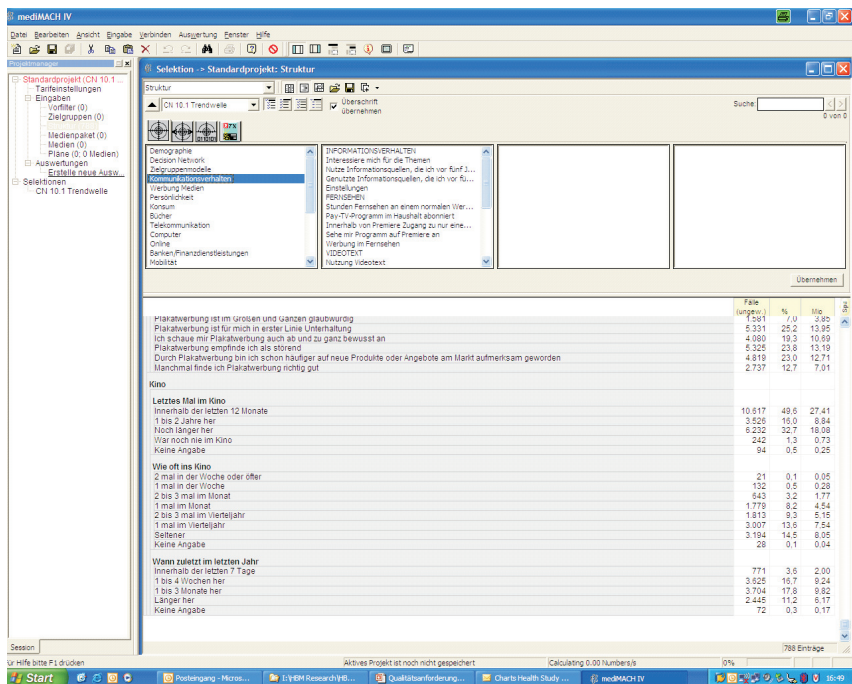 mediMACH IV
Datei Bearbeiten Ansicht Eingabe Verbinden Auswertung Fenster Hilfe
Projektmanager
Standardprojekt (CN 10.1 ...
Tarifeinstellungen
Eingaben
Vorfilter (0)
Zielgruppen (0)
Medienpaket (0)
Medien (0)
Pläne (0; 0 Medien)
Auswertungen
Erstelle neue Ausw...
Selektionen
CN 10.1 Trendwelle
Session
Selektion -> Standardprojekt: Struktur
Struktur
CN 10.1 Trendwelle
Überschrift
übernehmen
Suche:
0 von 0
Demographie
Decision Network
Zielgruppenmodelle
Kommunikationsverhalten
Werbung Medien
Persönlichkeit
Konsum
Bücher
Telekommunikation
Computer
Online
Banken/Finanzdienstleistungen
Mobilität
INFORMATIONSVERHALTEN
Interessiere mich für die Themen
Nutze Informationsquellen, die ich vor fünf J...
Genutzte Informationsquellen, die ich vor fü...
Einstellungen
FERNSEHEN
Stunden Fernsehen an einem normalen Wer...
Pay-TV-Programm im Haushalt abonniert
Innerhalb von Premiere Zugang zu nur eine...
Sehe mir Programm auf Premiere an
Werbung im Fernsehen
VIDEOTEXT
Nutzung Videotext
Übernehmen
Fälle
(ungew.) % Mio
Plakatwerbung ist im Großen und Ganzen glaubwürdig 1.581 7,0 3,85
Plakatwerbung ist für mich in erster Linie Unterhaltung 5.331 25,2 13,95
Ich schaue mir Plakatwerbung auch ab und zu ganz bewusst an 4.080 19,3 10,69
Plakatwerbung empfinde ich als störend 5.325 23,8 13,19
Durch Plakatwerbung bin ich schon häufiger auf neue Produkte oder Angebote am Markt aufmerksam geworden 4.819 23,0 12,71
Manchmal finde ich Plakatwerbung richtig gut 2.737 12,7 7,01
Kino
Letztes Mal im Kino
Innerhalb der letzten 12 Monate 10.617 49,6 27,41
1 bis 2 Jahre her 3.526 16,0 8,84
Noch länger her 6.232 32,7 18,08
War noch nie im Kino 242 1,3 0,73
Keine Angabe 94 0,5 0,25
Wie oft ins Kino
2 mal in der Woche oder öfter 21 0,1 0,05
1 mal in der Woche 132 0,5 0,28
2 bis 3 mal im Monat 643 3,2 1,77
1 mal im Monat 1.779 8,2 4,54
2 bis 3 mal im Vierteljahr 1.813 9,3 5,15
1 mal im Vierteljahr 3.007 13,6 7,54
Seltener 3.194 14,5 8,05
Keine Angabe 28 0,1 0,04
Wann zuletzt im letzten Jahr
Innerhalb der letzten 7 Tage 771 3,6 2,00
1 bis 4 Wochen her 3.625 16,7 9,24
1 bis 3 Monate her 3.704 17,8 9,82
Länger her 2.445 11,2 6,17
Keine Angabe 72 0,3 0,17
788 Einträge
für Hilfe bitte F1 drücken
Aktives Projekt ist noch nicht gespeichert
Calculating 0.00 Numbers/s
0%
Start
Posteingang - Micros...
I:\HBM Research\HB...
Qualitätsanforderung...
Charts Health Study ...
mediMACH IV
16:49